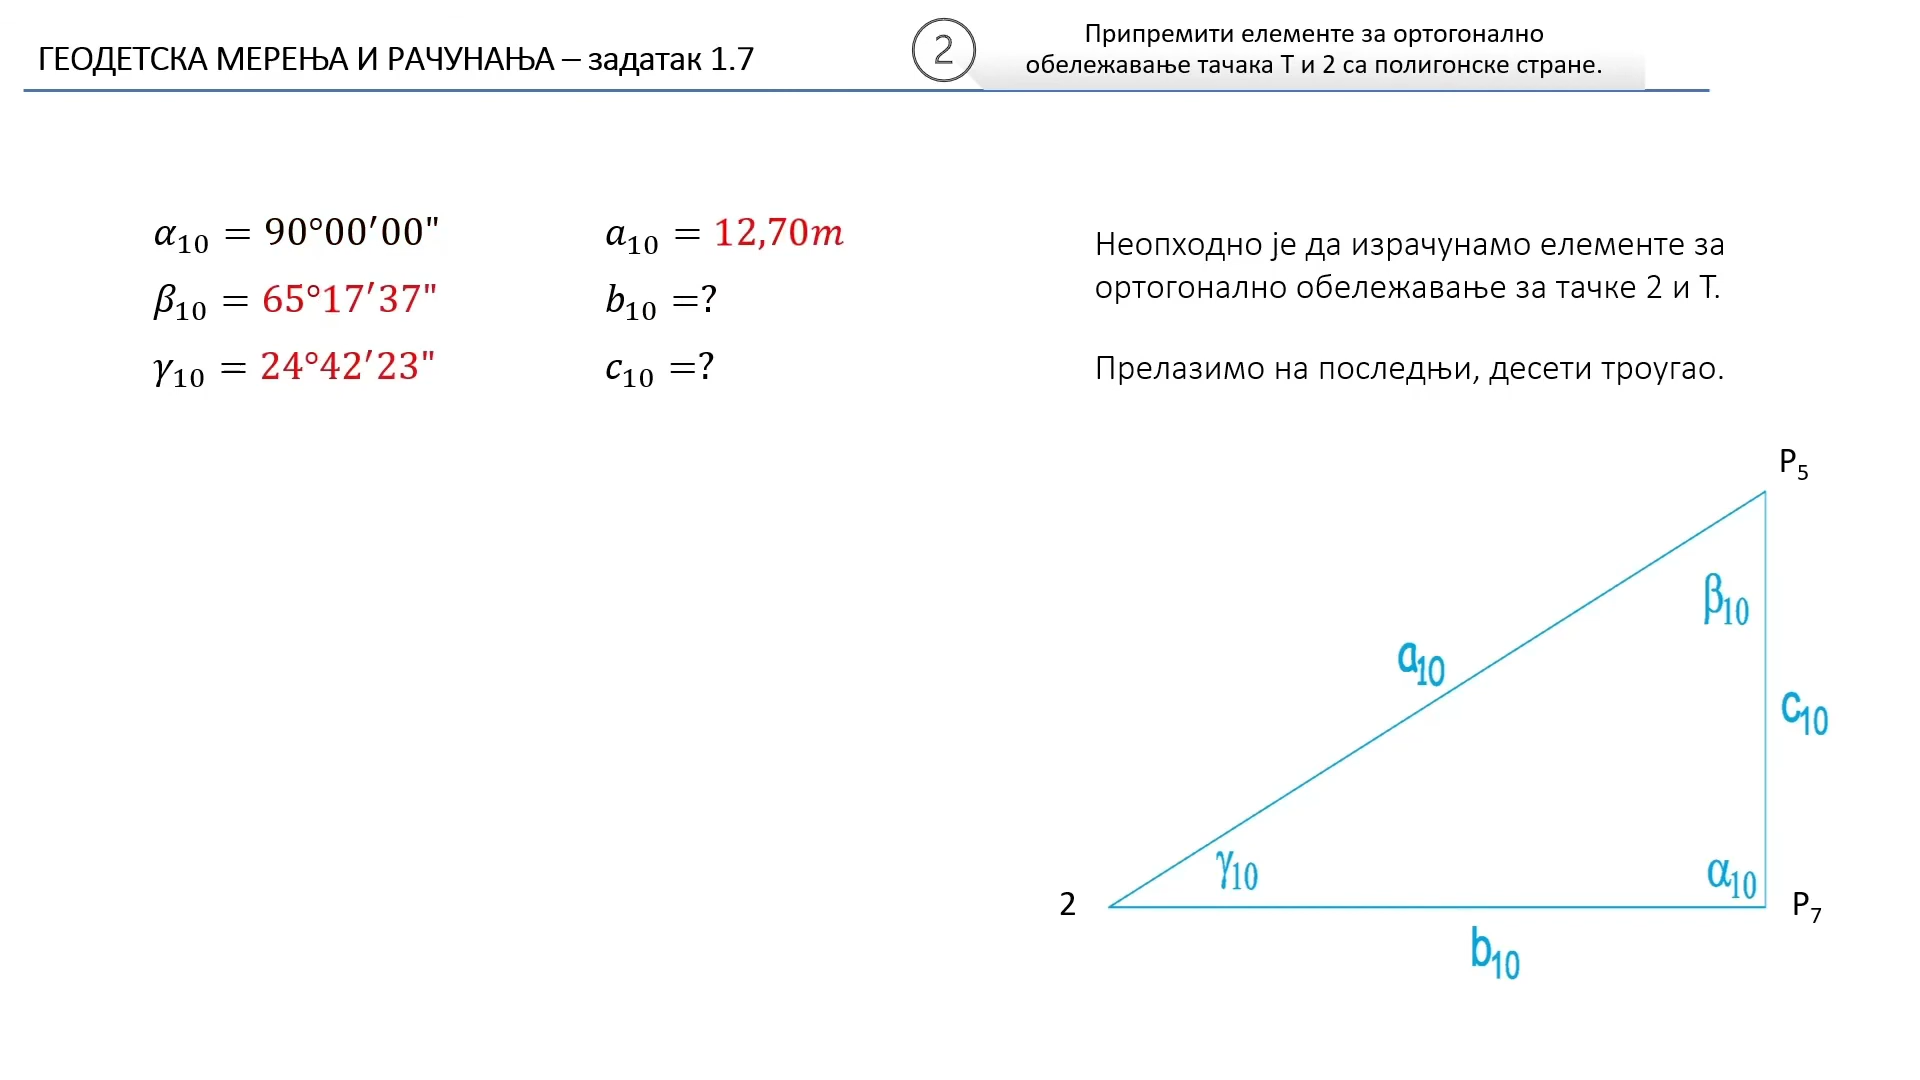 ГЕОДЕТСКА МЕРЕЊА И РАЧУНАЊА – задатак 1.7
2
Припремити елементе за ортогонално
обележавање тачака Т и 2 са полигонске стране.
α₁₀ = 90°00′00"
a₁₀ = 12,70m
β₁₀ = 65°17′37"
b₁₀ =?
γ₁₀ = 24°42′23"
c₁₀ =?
Неопходно је да израчунамо елементе за
ортогонално обележавање за тачке 2 и Т.
Прелазимо на последњи, десети троугао.
P₅
β₁₀
a₁₀
c₁₀
γ₁₀
α₁₀
2
P₇
b₁₀